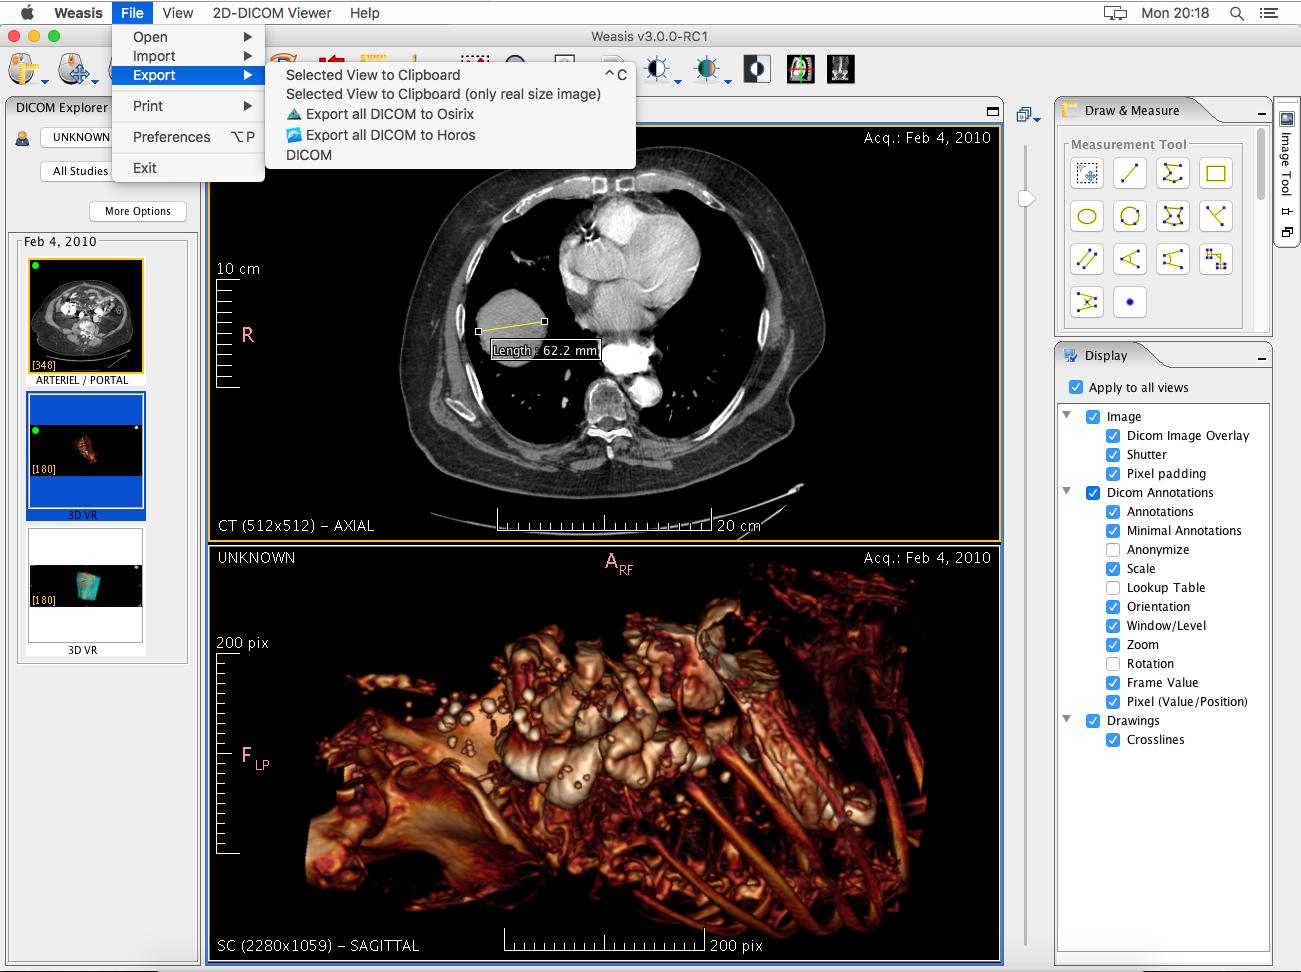 Weasis File View 2D-DICOM Viewer Help Mon 20:18
Weasis v3.0.0-RC1
Open
Import
Export
Print
Preferences ⌥ P
Exit
Selected View to Clipboard ^ C
Selected View to Clipboard (only real size image)
Export all DICOM to Osirix
Export all DICOM to Horos
DICOM
DICOM Explorer
UNKNOWN
All Studies
More Options
Feb 4, 2010
[348]
ARTERIEL / PORTAL
[180]
3D VR
[180]
3D VR
Acq.: Feb 4, 2010
10 cm
R
Length : 62.2 mm
CT (512x512) – AXIAL
20 cm
UNKNOWN
A RF
Acq.: Feb 4, 2010
200 pix
F LP
SC (2280x1059) – SAGITTAL
200 pix
Draw & Measure
Measurement Tool
Image Tool
Display
Apply to all views
Image
Dicom Image Overlay
Shutter
Pixel padding
Dicom Annotations
Annotations
Minimal Annotations
Anonymize
Scale
Lookup Table
Orientation
Window/Level
Zoom
Rotation
Frame Value
Pixel (Value/Position)
Drawings
Crosslines